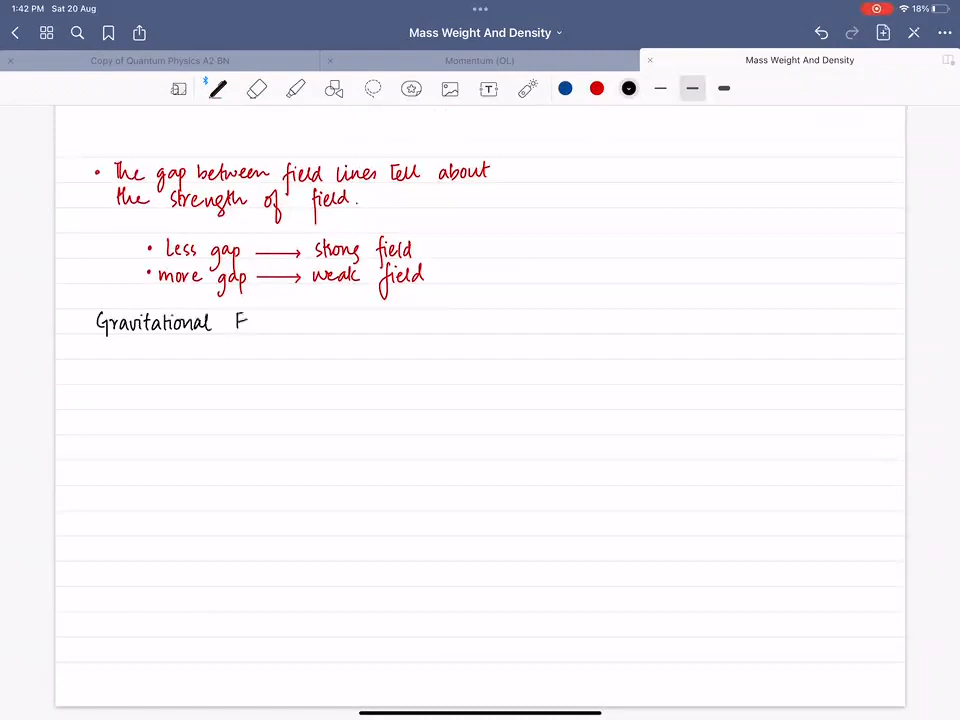 1:42 PM Sat 20 Aug
18%
Mass Weight And Density
Copy of Quantum Physics A2 BN
Momentum (OL)
Mass Weight And Density
T
• The gap between field lines tell about
the strength of field.
• Less gap → strong field
• more gap → weak field
Gravitational F